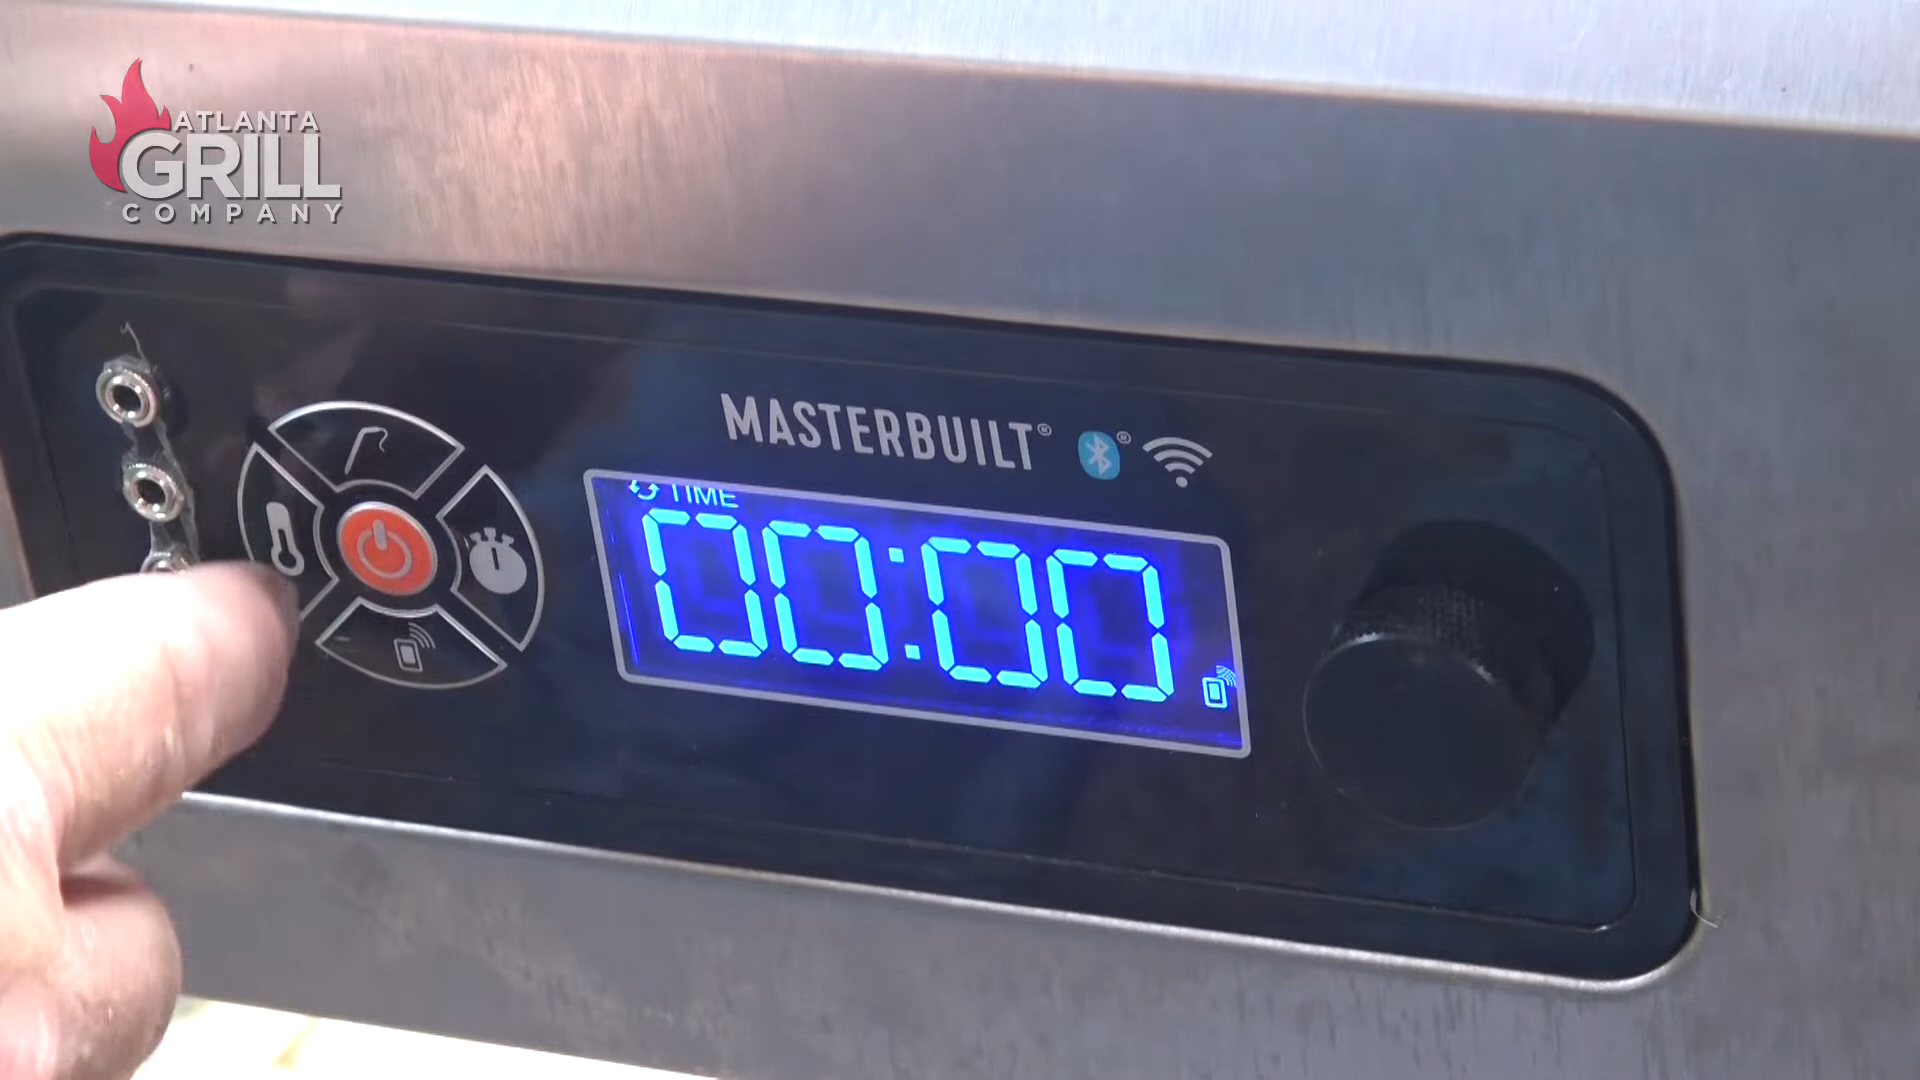 ATLANTA
GRILL
COMPANY
MASTERBUILT®
®
TIME
00:00